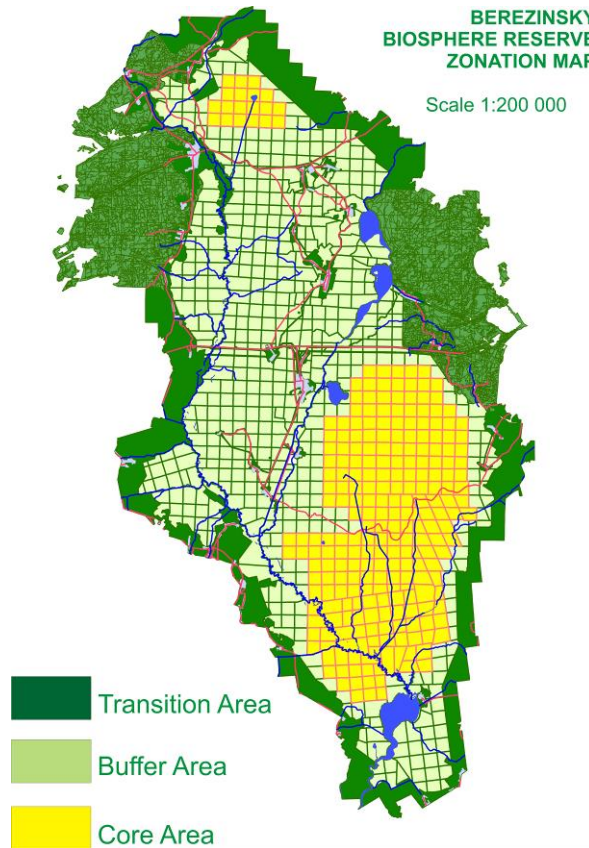 BEREZINSKY
BIOSPHERE RESERVE
ZONATION MAP
Scale 1:200 000
Transition Area
Buffer Area
Core Area